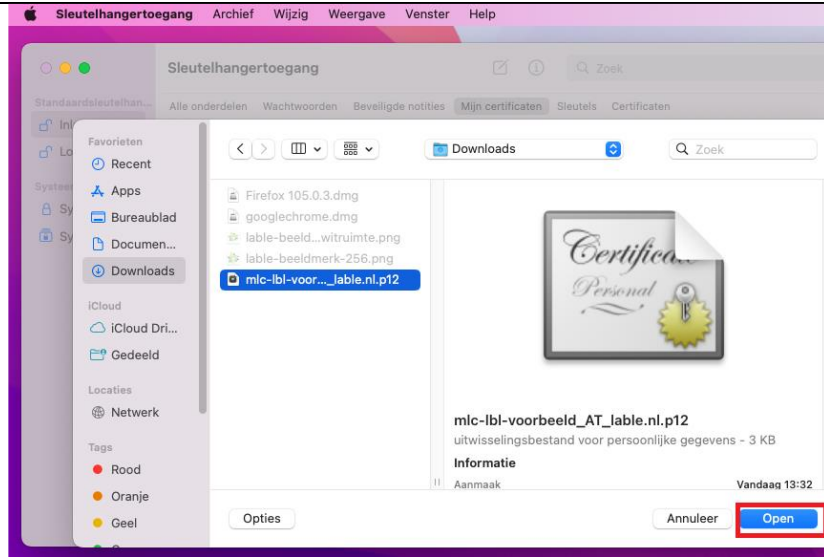 Sleutelhangertoegang Archief Wijzig Weergave Venster Help
Sleutelhangertoegang
Zoek
Standaardsleutelhan...
Alle onderdelen Wachtwoorden Beveiligde notities Mijn certificaten Sleutels Certificaten
Favorieten
Recent
Apps
Bureaublad
Documen...
Downloads
iCloud
iCloud Dri...
Gedeeld
Locaties
Netwerk
Tags
Rood
Oranje
Geel
Downloads
Zoek
Firefox 105.0.3.dmg
googlechrome.dmg
lable-beeld...witruimte.png
lable-beeldmerk-256.png
mlc-lbl-voor..._lable.nl.p12
Personal
mlc-lbl-voorbeeld_AT_lable.nl.p12
uitwisselingsbestand voor persoonlijke gegevens - 3 KB
Informatie
Aanmaak Vandaag 13:32
Opties
Annuleer
Open